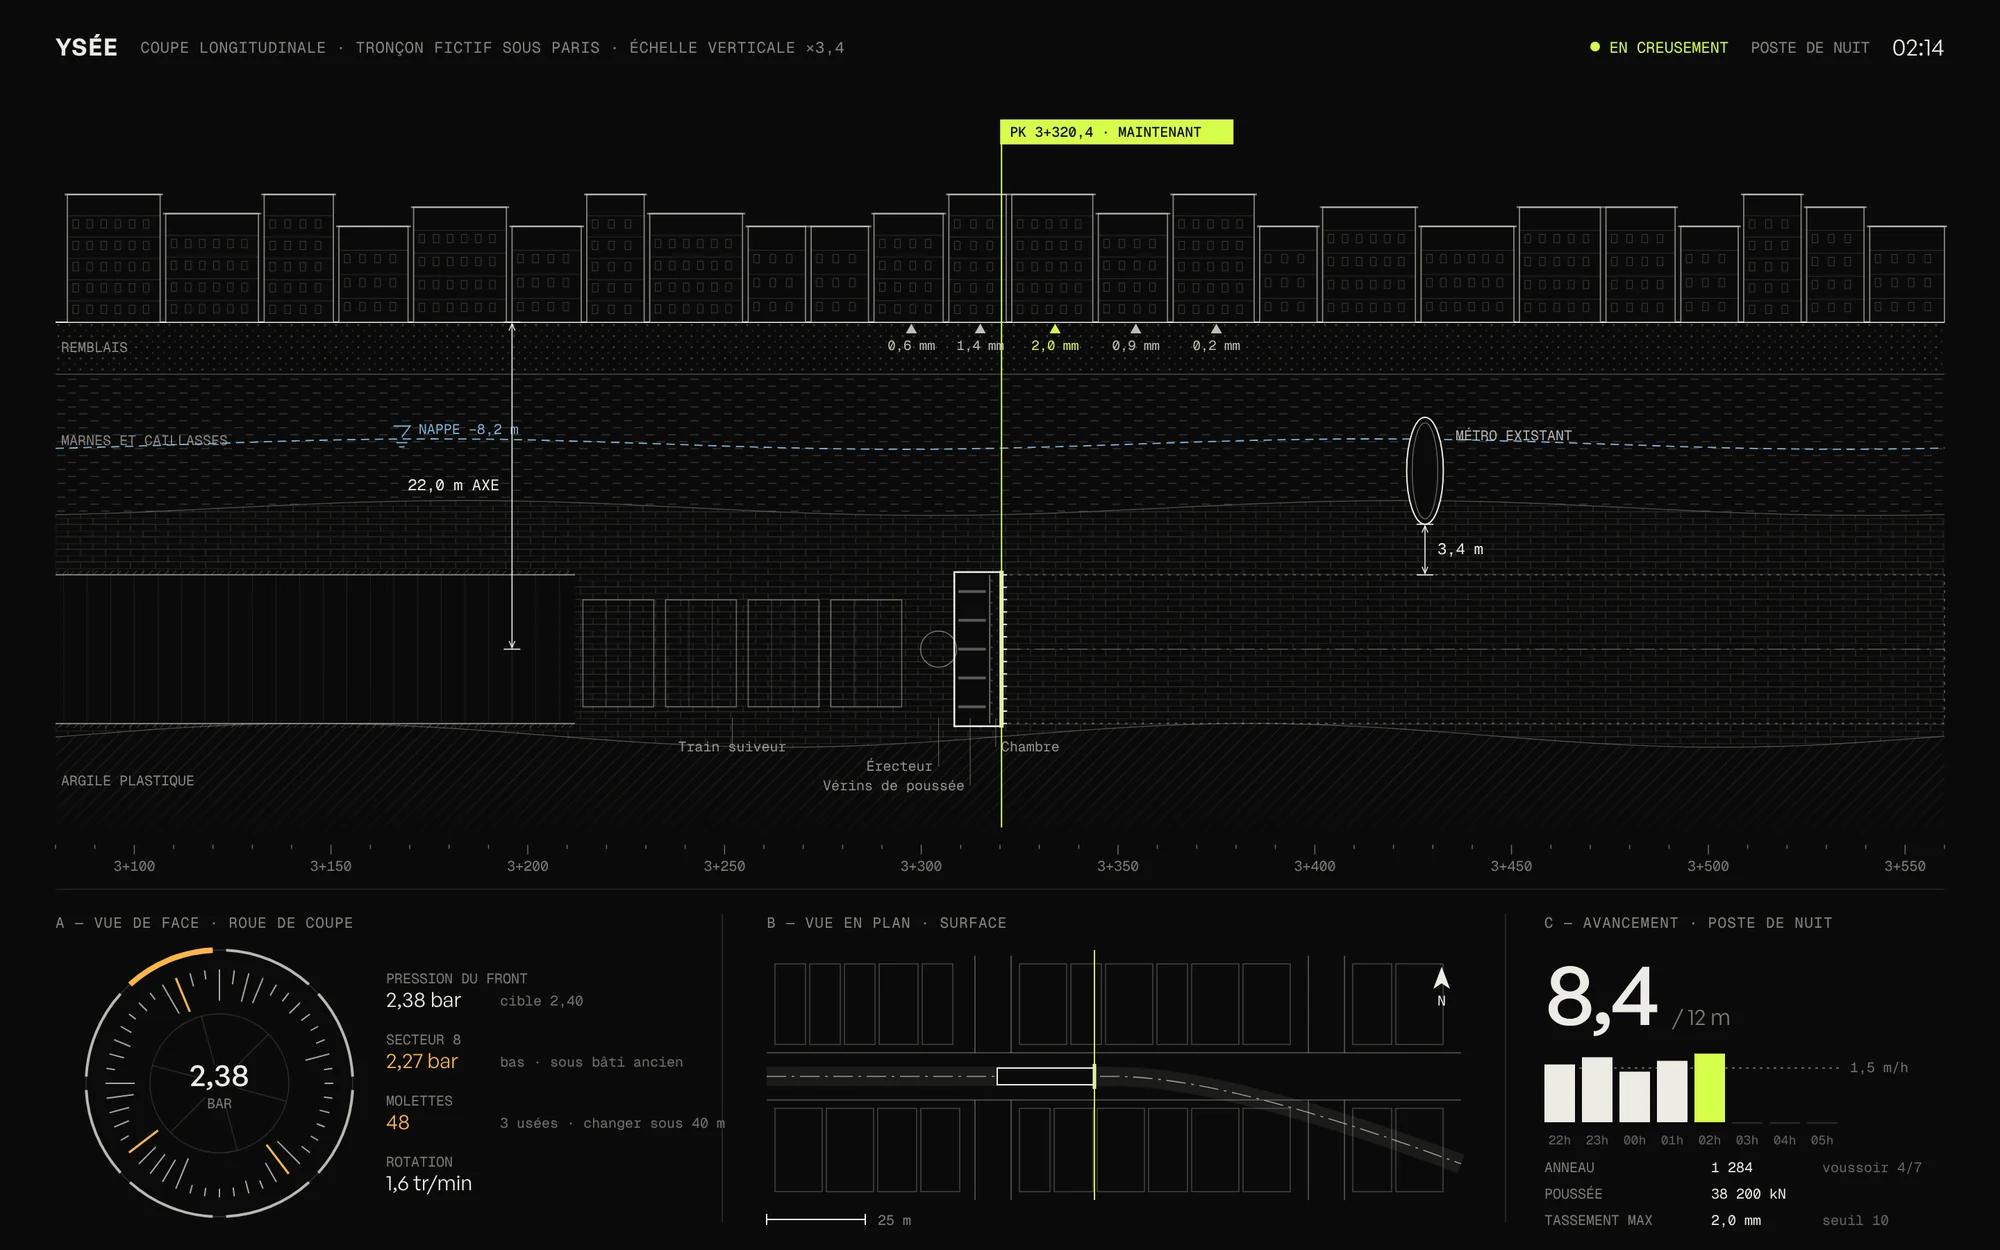 YSÉE COUPE LONGITUDINALE · TRONÇON FICTIF SOUS PARIS · ÉCHELLE VERTICALE ×3,4
EN CREUSEMENT POSTE DE NUIT 02:14
PK 3+320,4 · MAINTENANT
REMBLAIS
0,6 mm 1,4 mm 2,0 mm 0,9 mm 0,2 mm
NAPPE −8,2 m
MARNES ET CAILLASSES
MÉTRO EXISTANT
22,0 m AXE
3,4 m
Train suiveur
Chambre
Érecteur
Vérins de poussée
ARGILE PLASTIQUE
3+100 3+150 3+200 3+250 3+300 3+350 3+400 3+450 3+500 3+550
A — VUE DE FACE · ROUE DE COUPE
2,38
BAR
PRESSION DU FRONT
2,38 bar cible 2,40
SECTEUR 8
2,27 bar bas · sous bâti ancien
MOLETTES
48 3 usées · changer sous 40 m
ROTATION
1,6 tr/min
B — VUE EN PLAN · SURFACE
N
25 m
C — AVANCEMENT · POSTE DE NUIT
8,4 / 12 m
1,5 m/h
22h 23h 00h 01h 02h 03h 04h 05h
ANNEAU 1 284 voussoir 4/7
POUSSÉE 38 200 kN
TASSEMENT MAX 2,0 mm seuil 10